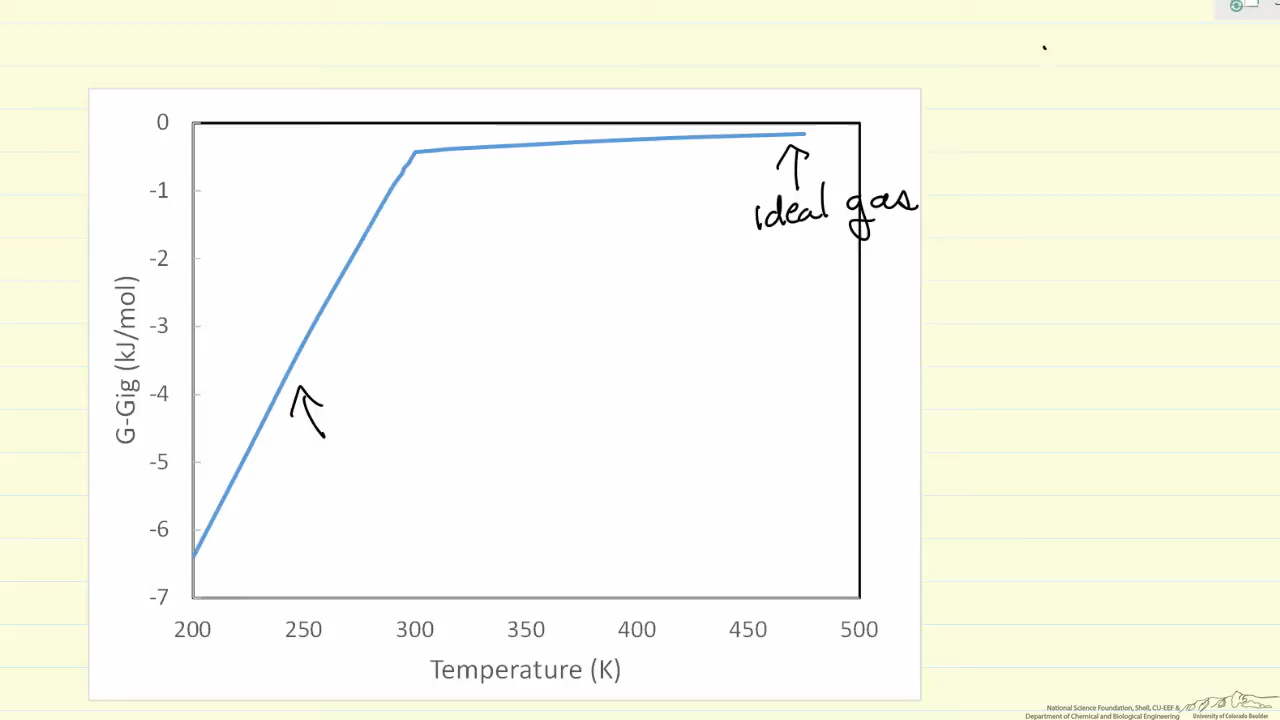 0
-1
-2
-3
-4
-5
-6
-7
G-Gig (kJ/mol)
ideal gas
200 250 300 350 400 450 500
Temperature (K)
National Science Foundation, Shell, CU-EEF &
Department of Chemical and Biological Engineering
University of Colorado Boulder